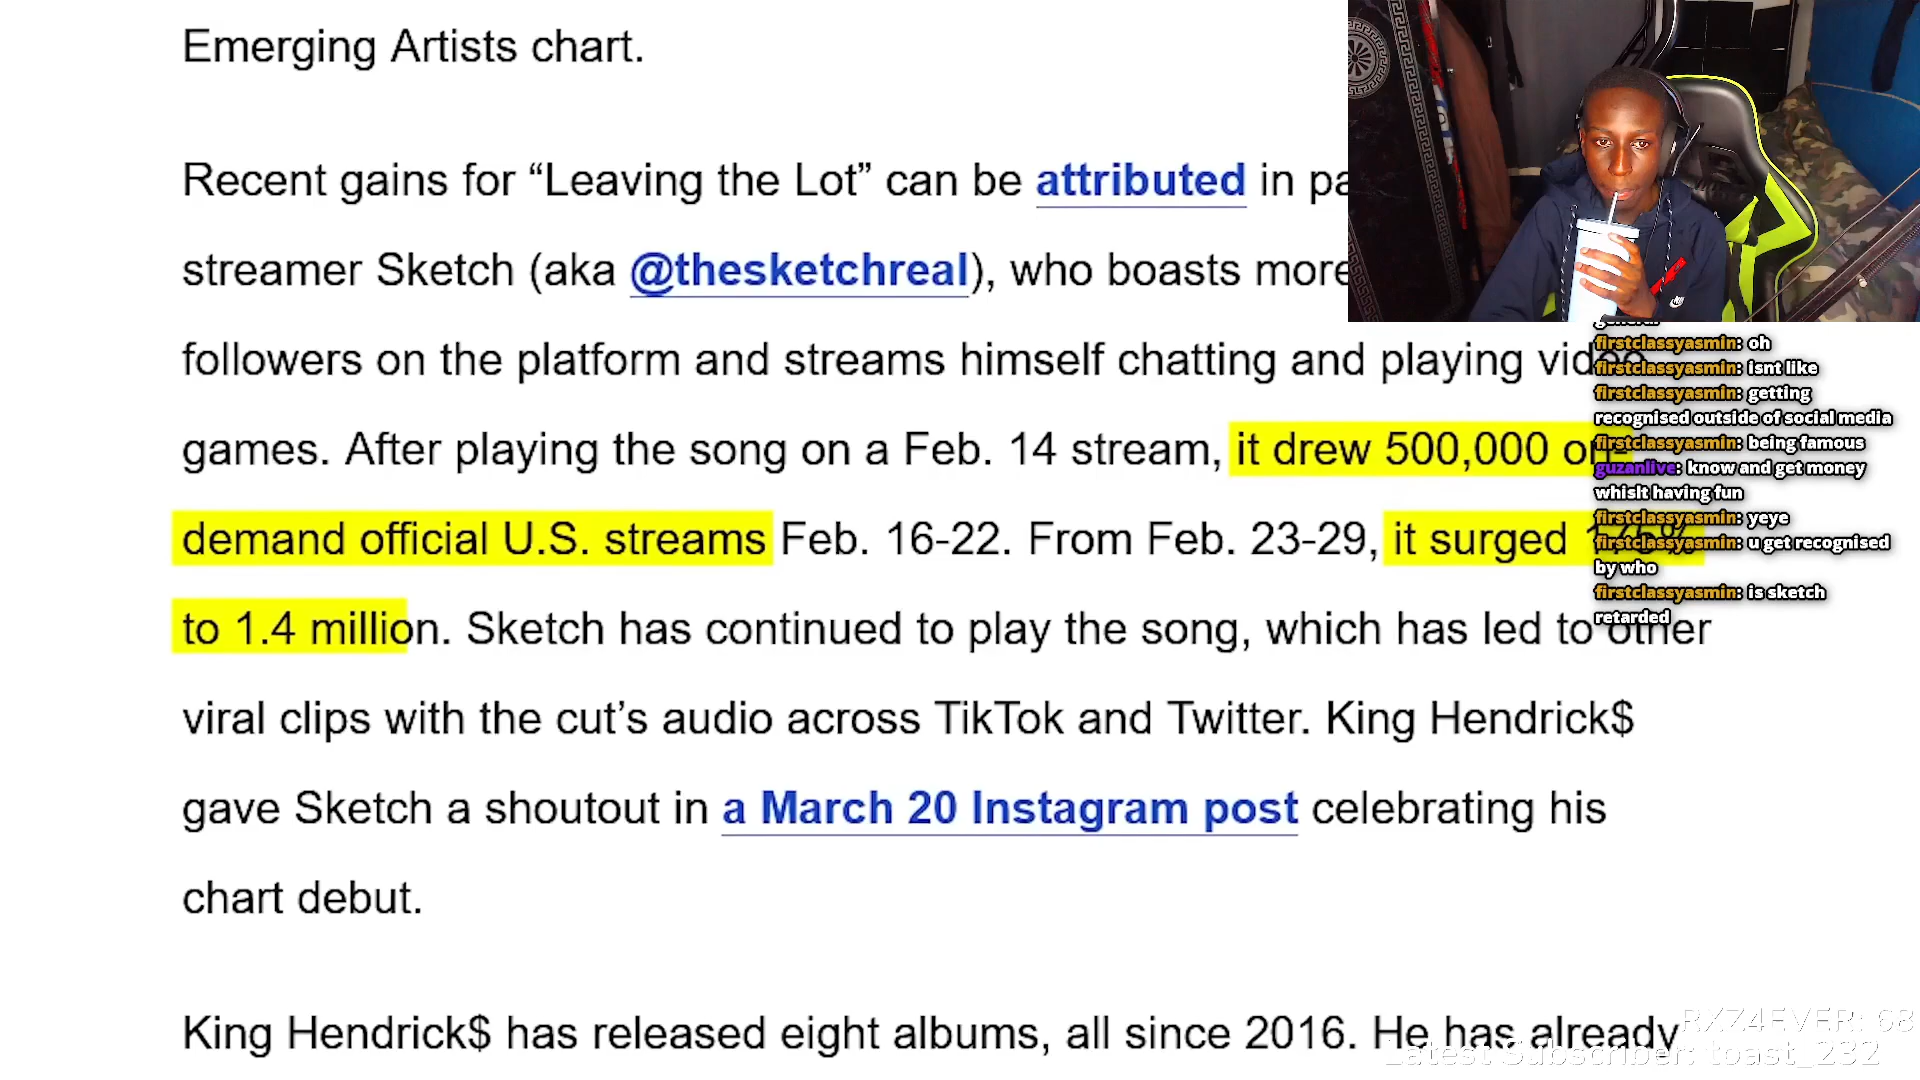 Emerging Artists chart.
Recent gains for “Leaving the Lot” can be attributed in pa
streamer Sketch (aka @thesketchreal), who boasts more
followers on the platform and streams himself chatting and playing video
games. After playing the song on a Feb. 14 stream, it drew 500,000 on-
demand official U.S. streams Feb. 16-22. From Feb. 23-29, it surged 175%
to 1.4 million. Sketch has continued to play the song, which has led to other
viral clips with the cut’s audio across TikTok and Twitter. King Hendrick$
gave Sketch a shoutout in a March 20 Instagram post celebrating his
chart debut.
King Hendrick$ has released eight albums, all since 2016. He has already
firstclassyasmin: oh
firstclassyasmin: isnt like
firstclassyasmin: getting
recognised outside of social media
firstclassyasmin: being famous
guzanlive: know and get money
whislt having fun
firstclassyasmin: yeye
firstclassyasmin: u get recognised
by who
firstclassyasmin: is sketch
retarded
RXZ4EVER: 68
Latest Subscriber: toast_232